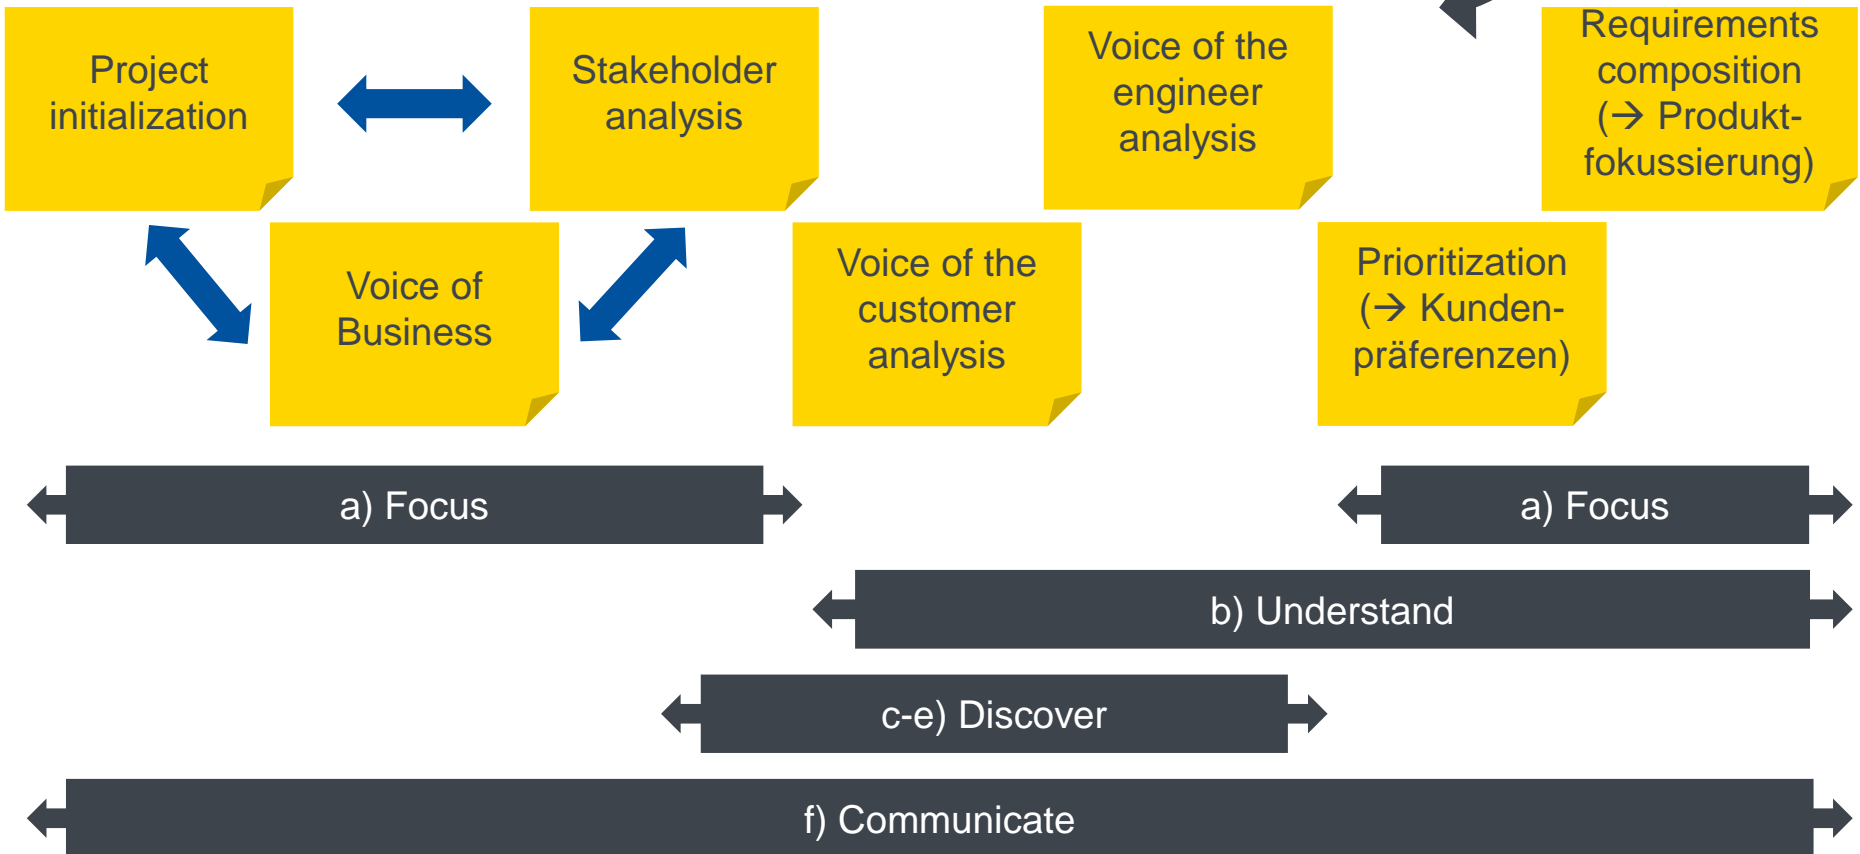 Project
initialization
Stakeholder
analysis
Voice of the
engineer
analysis
Requirements
composition
(→ Produkt-
fokussierung)
Voice of
Business
Voice of the
customer
analysis
Prioritization
(→ Kunden-
präferenzen)
a) Focus
a) Focus
b) Understand
c-e) Discover
f) Communicate